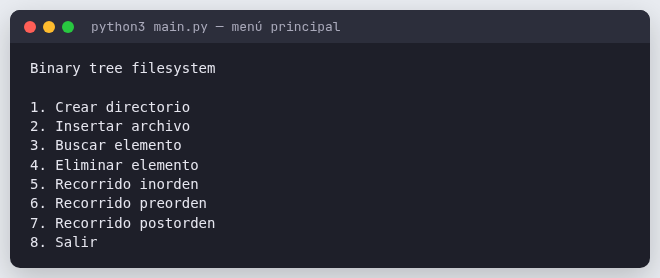 python3 main.py — menú principal
Binary tree filesystem
1. Crear directorio
2. Insertar archivo
3. Buscar elemento
4. Eliminar elemento
5. Recorrido inorden
6. Recorrido preorden
7. Recorrido postorden
8. Salir